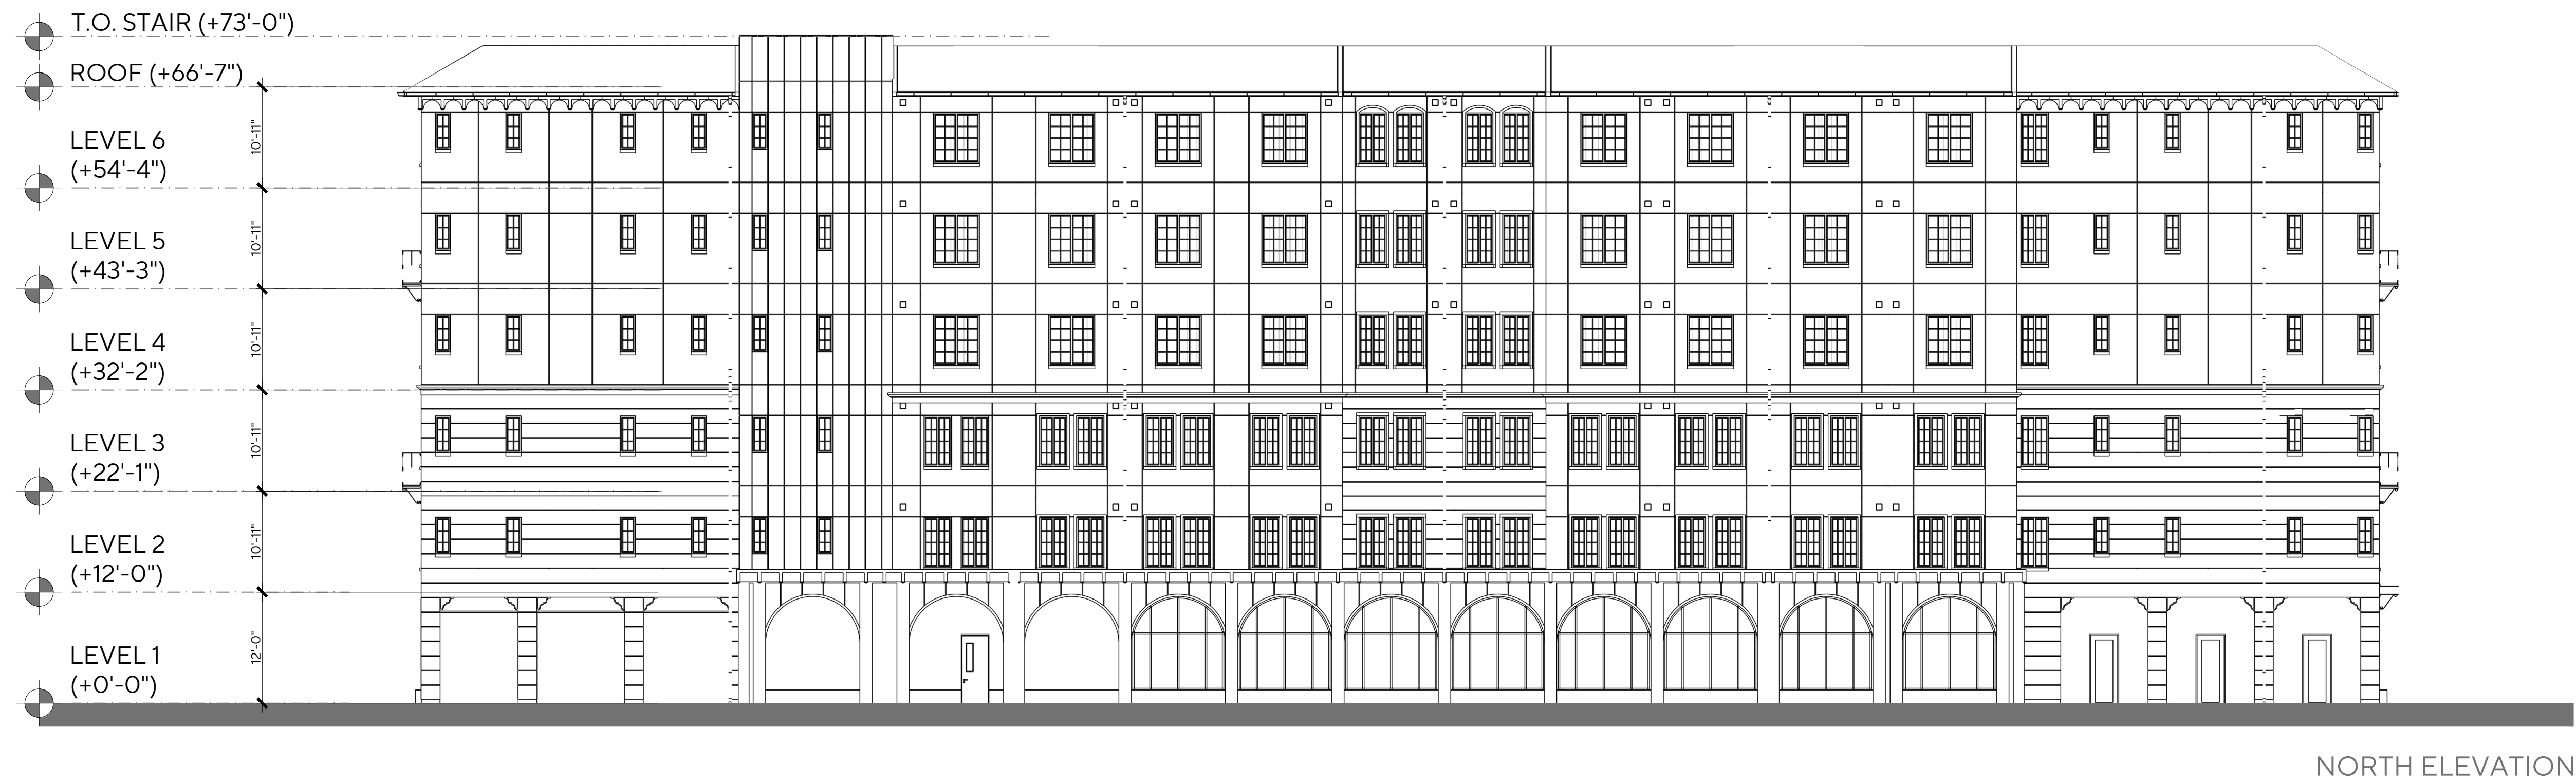 T.O. STAIR (+73'-0")
ROOF (+66'-7")
10'-11"
LEVEL 6
(+54'-4")
10'-11"
LEVEL 5
(+43'-3")
10'-11"
LEVEL 4
(+32'-2")
10'-11"
LEVEL 3
(+22'-1")
10'-11"
LEVEL 2
(+12'-0")
12'-0"
LEVEL 1
(+0'-0")
NORTH ELEVATION